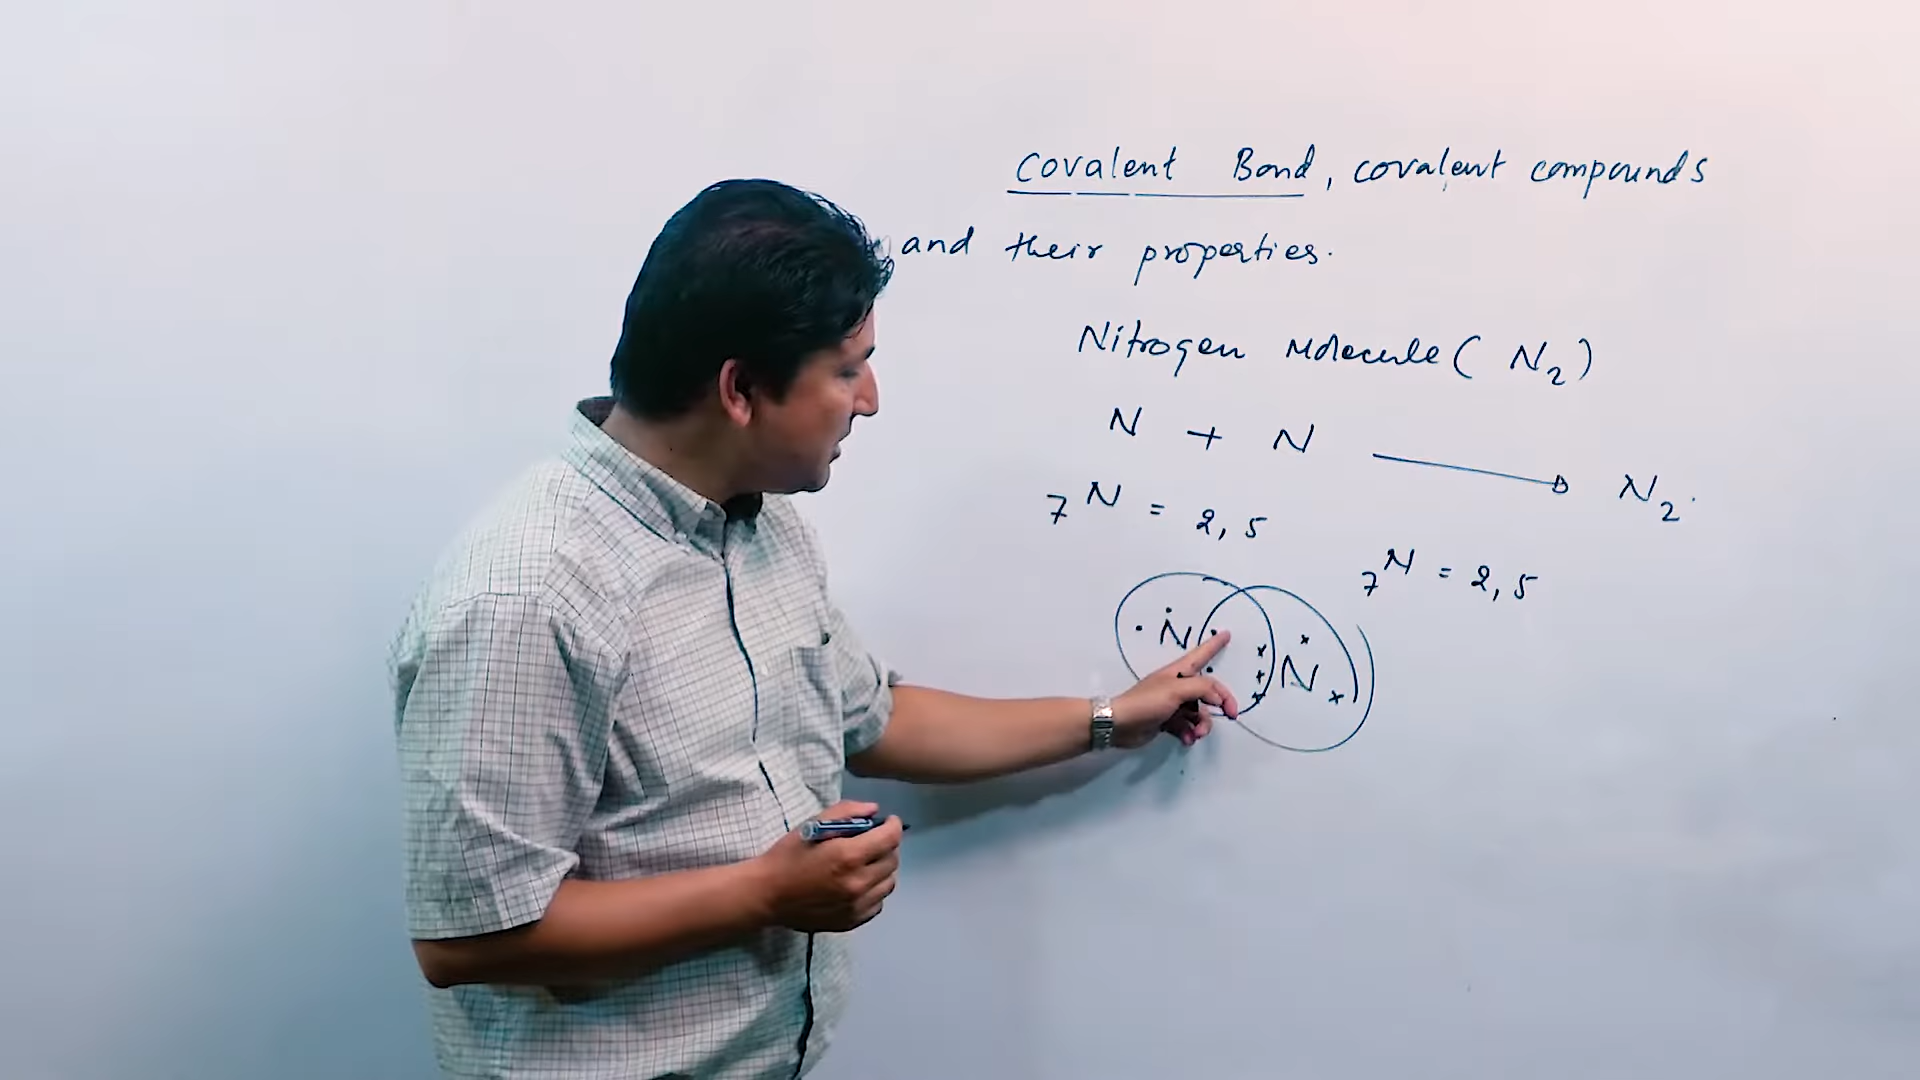 Covalent Bond, covalent compounds
and their properties.
Nitrogen Molecule ( N₂ )
N + N → N₂.
₇N = 2, 5
₇N = 2, 5
N N